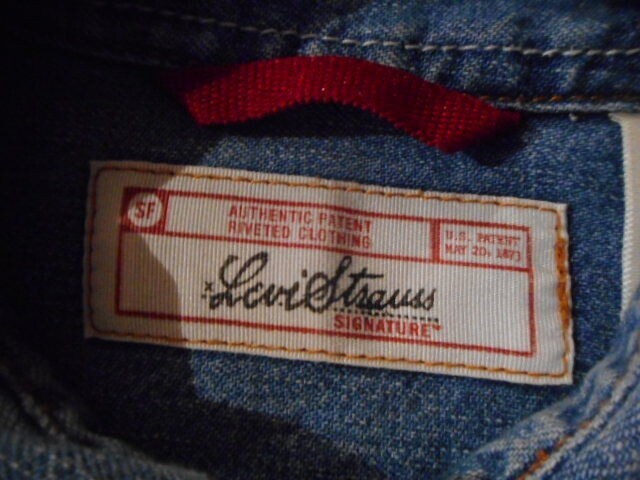 SF
AUTHENTIC PATENT
RIVETED CLOTHING
U.S. PATENT
MAY 20, 1873
x Levi Strauss
SIGNATURE™